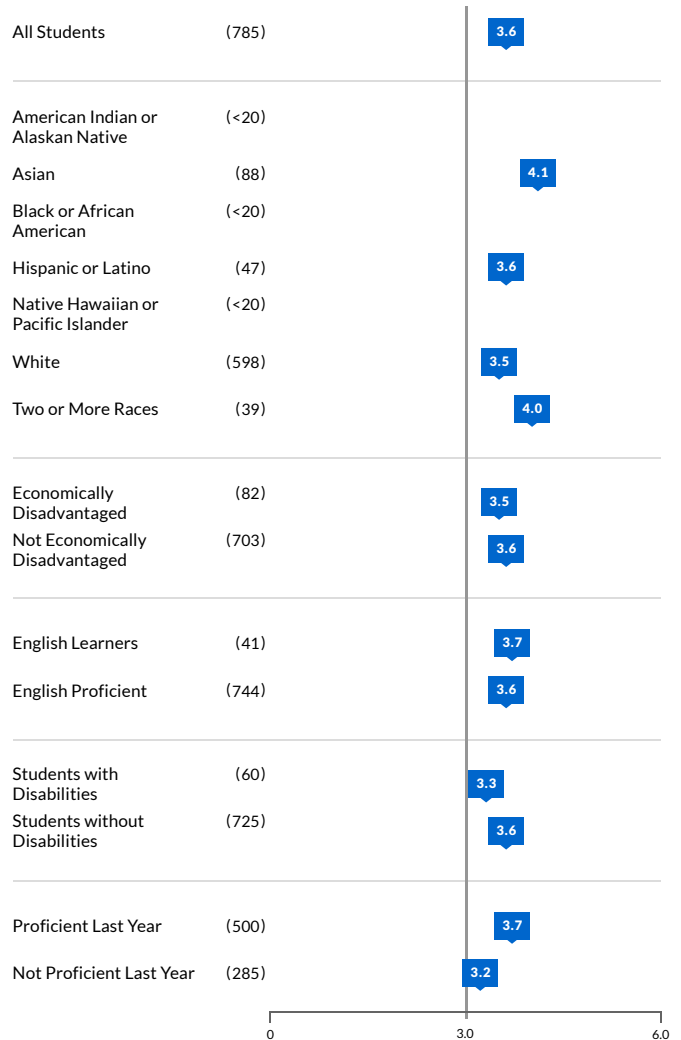 All Students (785) 3.6
American Indian or (<20)
Alaskan Native
Asian (88) 4.1
Black or African (<20)
American
Hispanic or Latino (47) 3.6
Native Hawaiian or (<20)
Pacific Islander
White (598) 3.5
Two or More Races (39) 4.0
Economically (82) 3.5
Disadvantaged
Not Economically (703) 3.6
Disadvantaged
English Learners (41) 3.7
English Proficient (744) 3.6
Students with (60) 3.3
Disabilities
Students without (725) 3.6
Disabilities
Proficient Last Year (500) 3.7
Not Proficient Last Year (285) 3.2
0 3.0 6.0